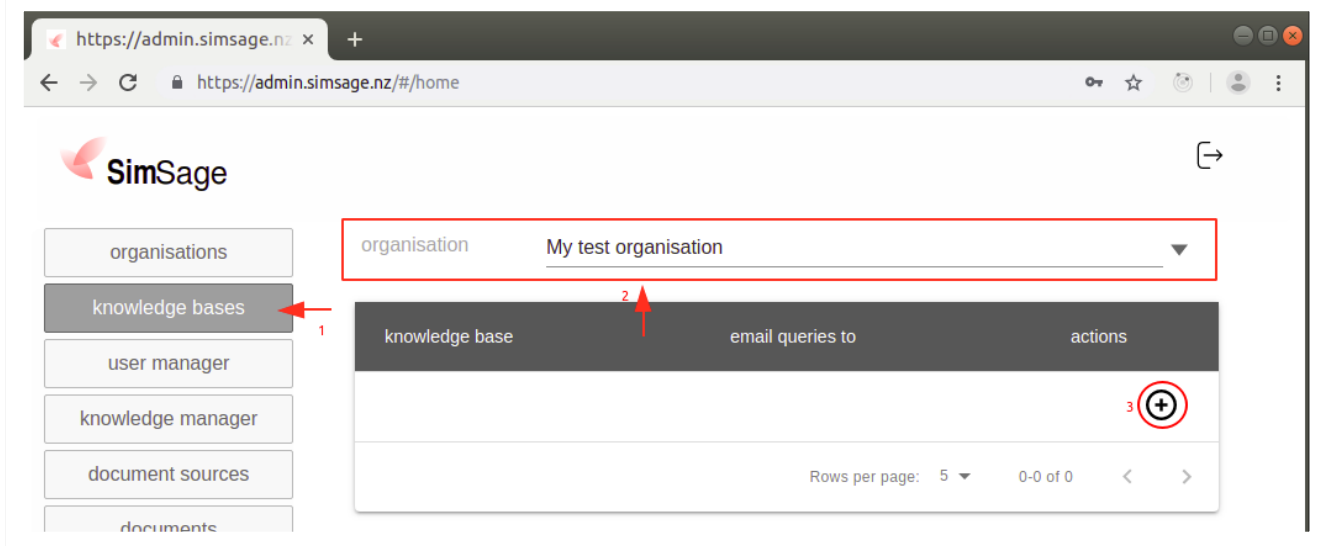 https://admin.simsage.nz
https://admin.simsage.nz/#/home
SimSage
organisations
organisation My test organisation
knowledge bases
1
2
knowledge base email queries to actions
user manager
knowledge manager
3
document sources
Rows per page: 5 0-0 of 0
documents